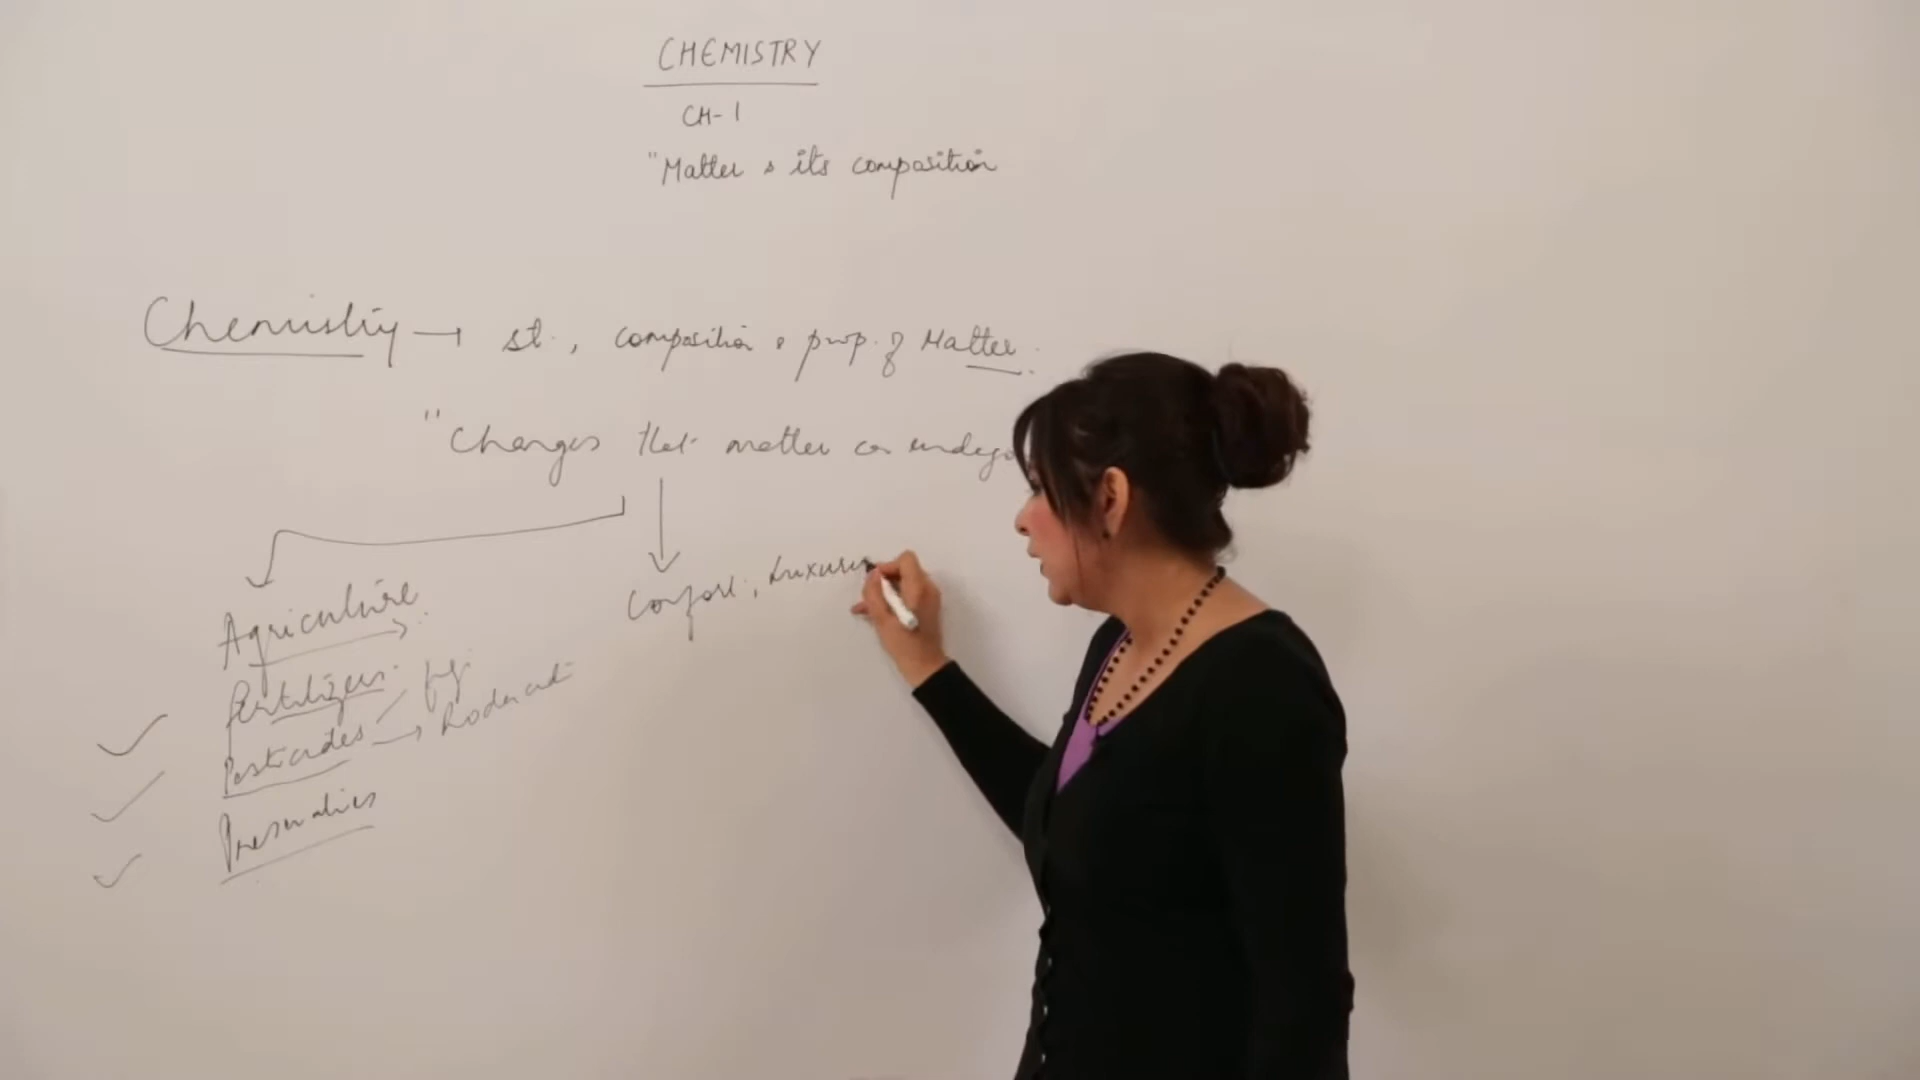 CHEMISTRY
CH-1
"Matter & its composition
Chemistry → st., composition & prop. of Matter.
"Changes that matter can undergo
Agriculture
Comfort, Luxuries
Fertilizers
Pesticides → Rodent
Preservatives